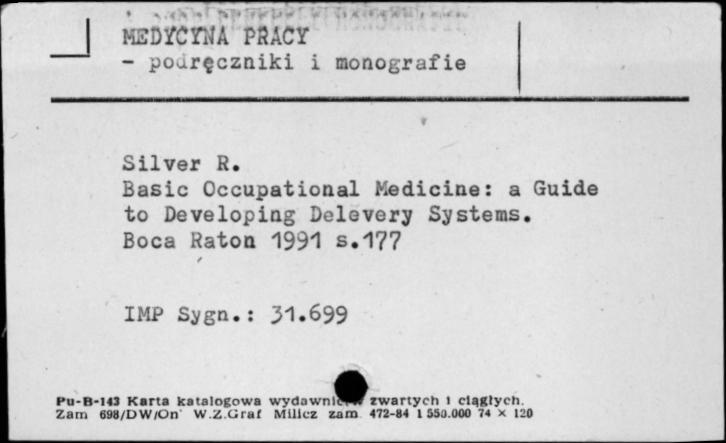 MEDYCYNA PRACY
- podręczniki i monografie
Silver R.
Basic Occupational Medicine: a Guide
to Developing Delevery Systems.
Boca Raton 1991 s.177
IMP Sygn.: 31.699
Pu-B-143 Karta katalogowa zwartych i ciągłych.
Zam 698/DW/On W.Z.Graf Milicz zam. 472-84 1 550.000 74 × 120